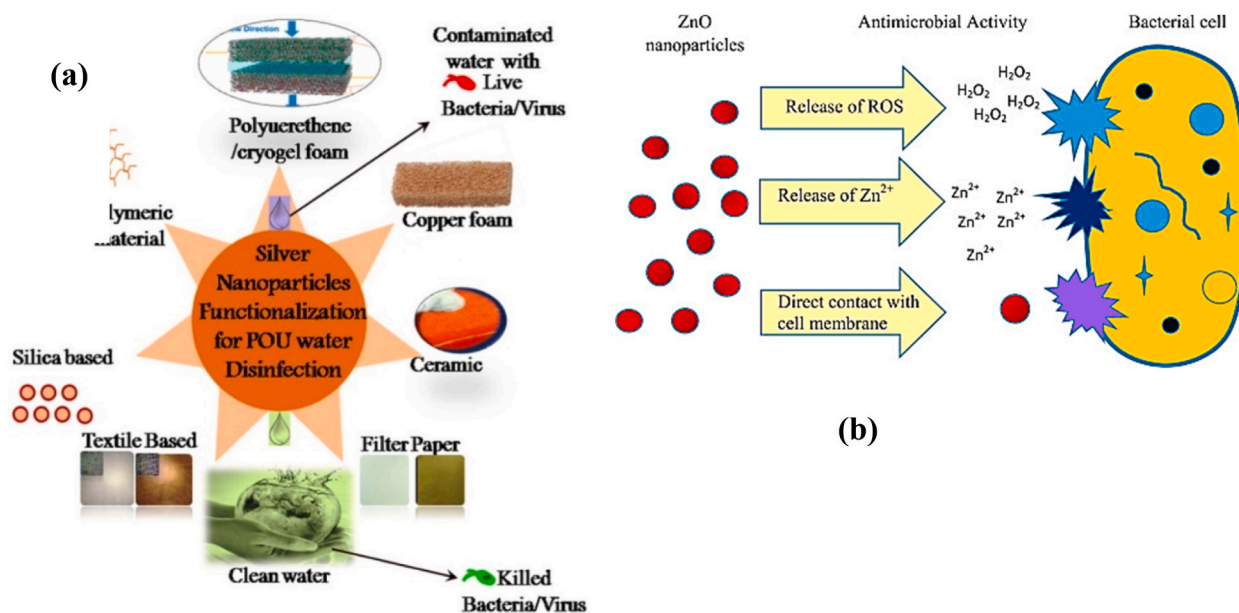 (a)
ow Direction
Contaminated
water with
Live
Bacteria/Virus
Polyuerethene
/cryogel foam
Copper foam
lymeric
aterial
Silver
Nanoparticles
Functionalization
for POU water
Disinfection
Ceramic
Silica based
Textile Based
Filter Paper
Clean water
Killed
Bacteria/Virus
ZnO
nanoparticles
Antimicrobial Activity
Bacterial cell
Release of ROS
H₂O₂
H₂O₂
H₂O₂
H₂O₂
Release of Zn²⁺
Zn²⁺ Zn²⁺
Zn²⁺ Zn²⁺
Zn²⁺
Direct contact with
cell membrane
(b)